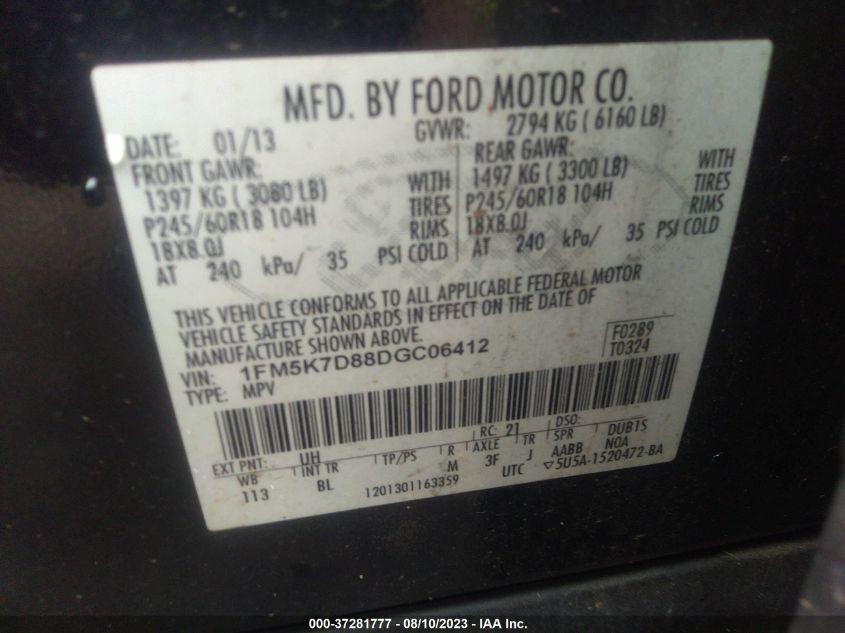 MFD. BY FORD MOTOR CO.
DATE: 01/13 GVWR: 2794 KG ( 6160 LB)
FRONT GAWR: REAR GAWR:
1397 KG ( 3080 LB) WITH 1497 KG ( 3300 LB) WITH
P245/60R18 104H TIRES P245/60R18 104H TIRES
18X8.0J RIMS 18X8.0J RIMS
AT 240 kPa/ 35 PSI COLD AT 240 kPa/ 35 PSI COLD
THIS VEHICLE CONFORMS TO ALL APPLICABLE FEDERAL MOTOR
VEHICLE SAFETY STANDARDS IN EFFECT ON THE DATE OF
MANUFACTURE SHOWN ABOVE.
VIN: 1FM5K7D88DGC06412 F0289
TYPE: MPV T0324
EXT PNT: UH RC: 21 DSO:
WB INT TR TP/PS R AXLE TR SPR DUB1S
113 BL M 3F J AABB NOA
1201301163359 UTC ▽5U5A-1520472-BA
000-37281777 - 08/10/2023 - IAA Inc.